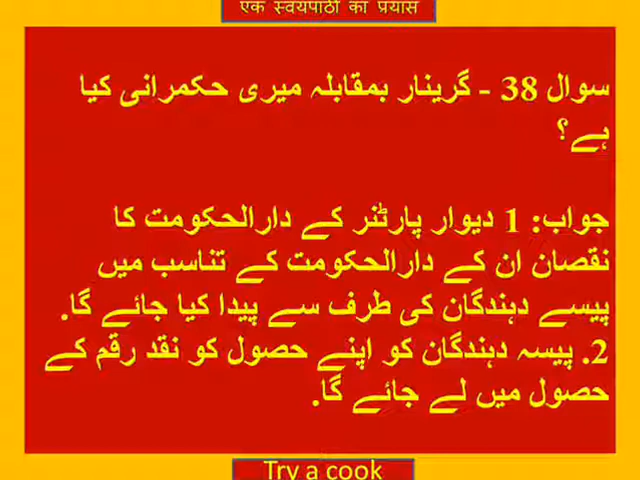 एक स्वयंपाठी का प्रयास
سوال 38 - گرینار بمقابلہ میری حکمرانی کیا
ہے؟
جواب: 1 دیوار پارٹنر کے دارالحکومت کا
نقصان ان کے دارالحکومت کے تناسب میں
پیسے دہندگان کی طرف سے پیدا کیا جائے گا.
2. پیسہ دہندگان کو اپنے حصول کو نقد رقم کے
حصول میں لے جائے گا.
Try a cook